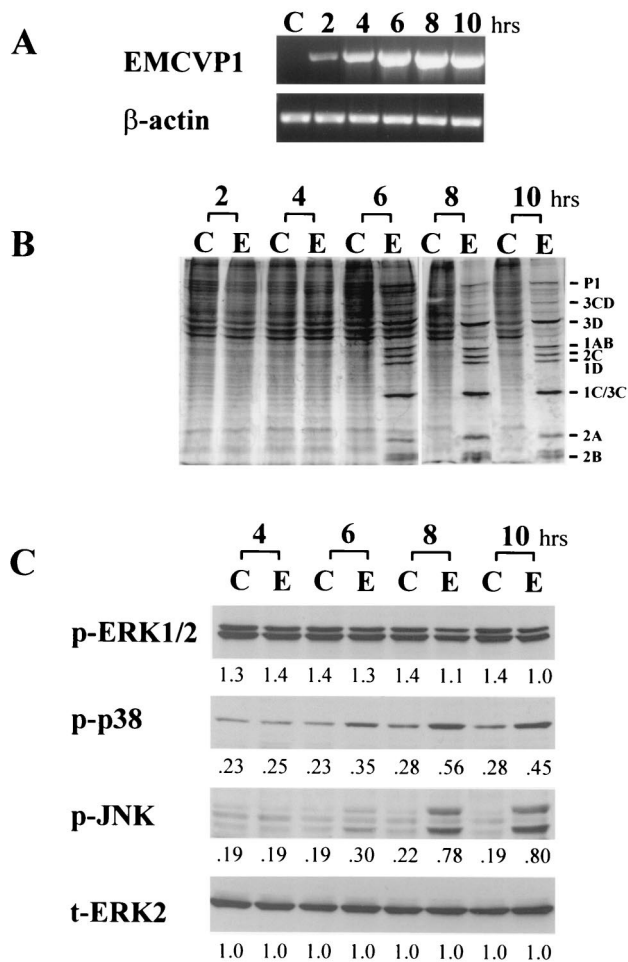 A
C 2 4 6 8 10 hrs
EMCVP1
β-actin
B
2 4 6 8 10 hrs
C E C E C E C E C E
P1
3CD
3D
1AB
2C
1D
1C/3C
2A
2B
C
4 6 8 10 hrs
C E C E C E C E
p-ERK1/2
1.3 1.4 1.4 1.3 1.4 1.1 1.4 1.0
p-p38
.23 .25 .23 .35 .28 .56 .28 .45
p-JNK
.19 .19 .19 .30 .22 .78 .19 .80
t-ERK2
1.0 1.0 1.0 1.0 1.0 1.0 1.0 1.0